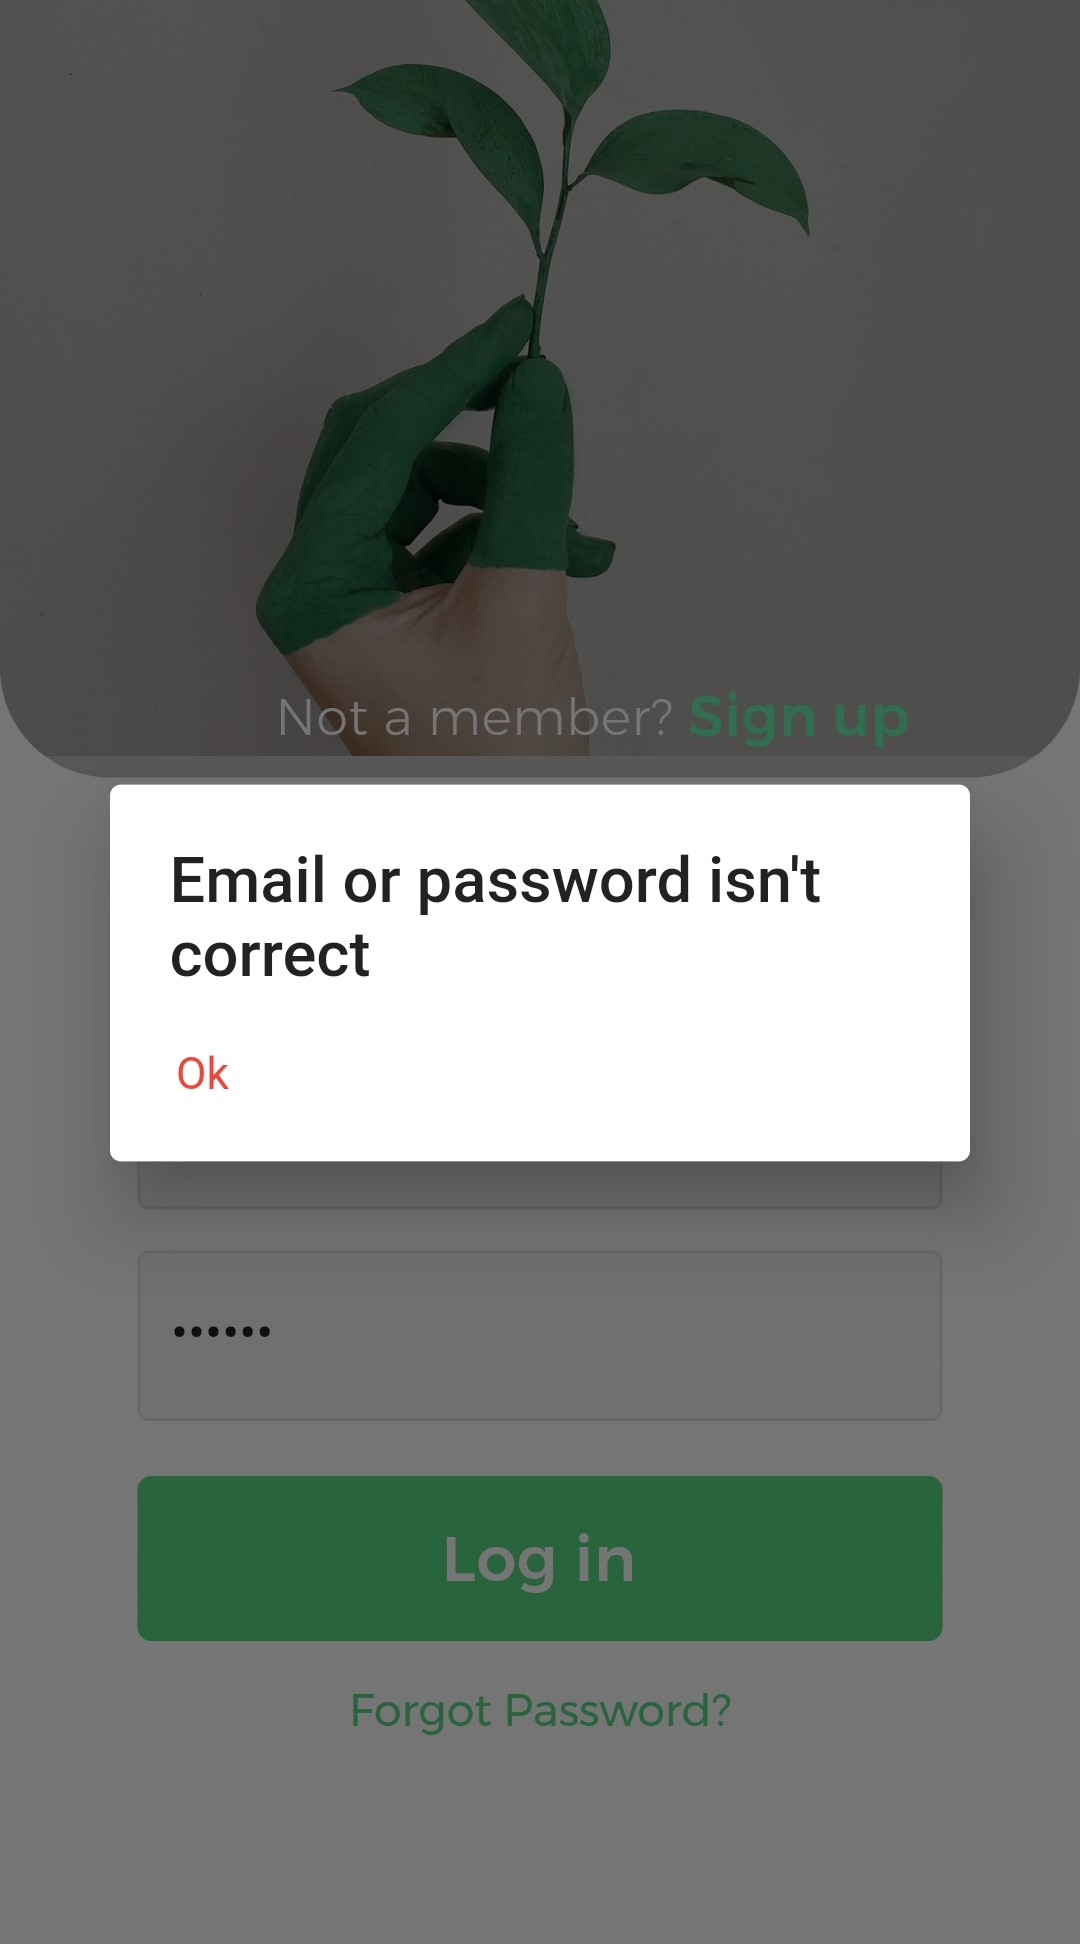 Not a member? Sign up
Email or password isn't
correct
Ok
••••••
Log in
Forgot Password?